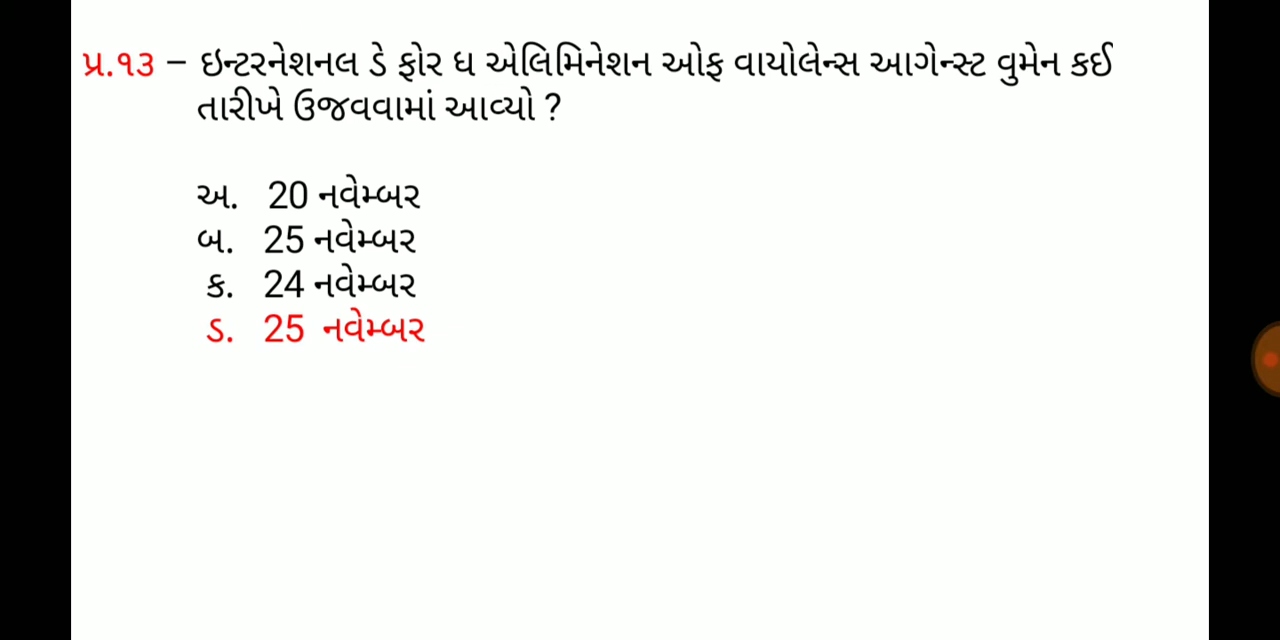 પ્ર.૧૩ – ઇન્ટરનેશનલ ડે ફોર ધ એલિમિનેશન ઓફ વાયોલેન્સ આગેન્સ્ટ વુમેન કઈ
તારીખે ઉજવવામાં આવ્યો ?
અ. 20 નવેમ્બર
બ. 25 નવેમ્બર
ક. 24 નવેમ્બર
ડ. 25 નવેમ્બર